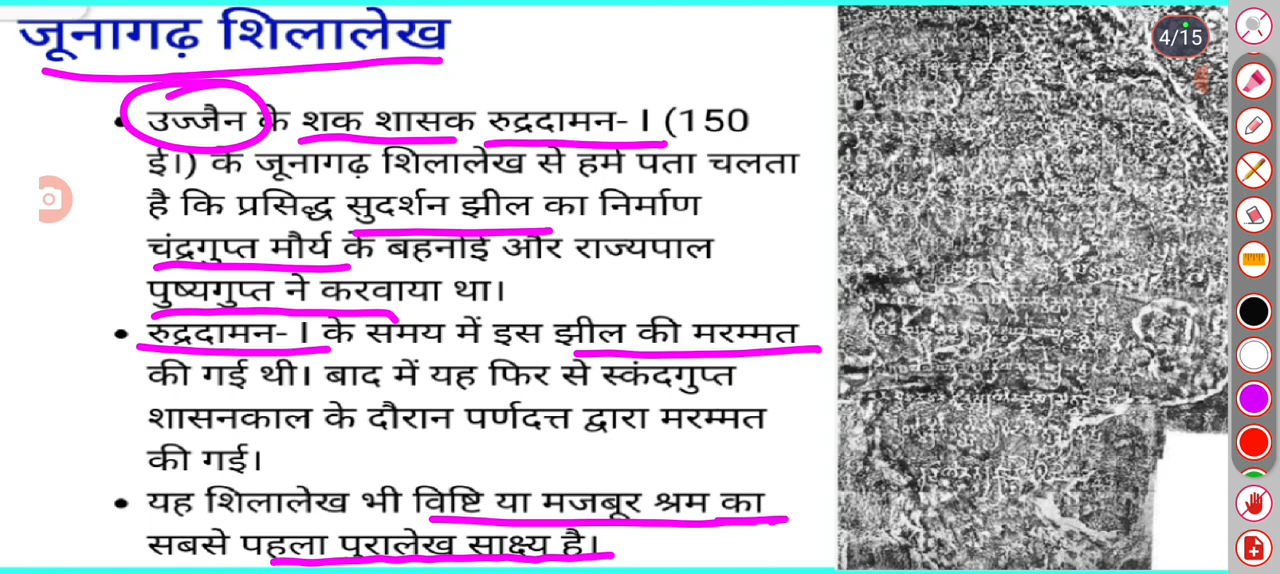 जूनागढ़ शिलालेख
4/15
• उज्जैन के शक शासक रुद्रदामन- I (150
ई।) के जूनागढ़ शिलालेख से हमें पता चलता
है कि प्रसिद्ध सुदर्शन झील का निर्माण
चंद्रगुप्त मौर्य के बहनोई और राज्यपाल
पुष्यगुप्त ने करवाया था।
• रुद्रदामन- I के समय में इस झील की मरम्मत
की गई थी। बाद में यह फिर से स्कंदगुप्त
शासनकाल के दौरान पर्णदत्त द्वारा मरम्मत
की गई।
• यह शिलालेख भी विष्टि या मजबूर श्रम का
सबसे पहला पुरालेख साक्ष्य है।